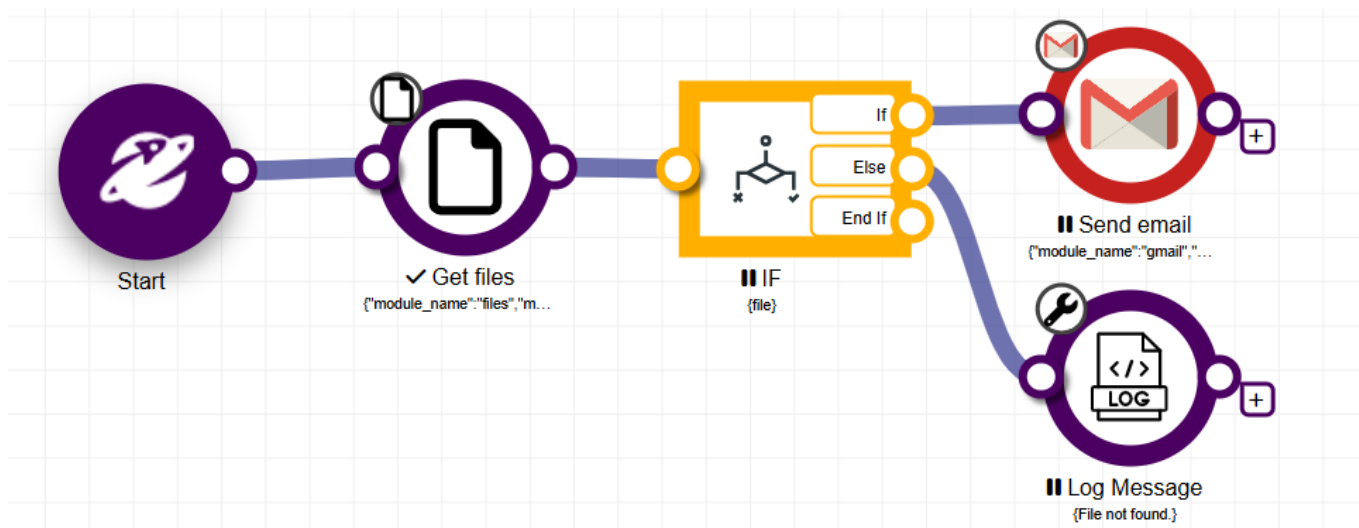 Start
Get files
{"module_name":"files","m...
If
Else
End If
IF
{file}
Send email
{"module_name":"gmail","...
</>
LOG
Log Message
{File not found.}